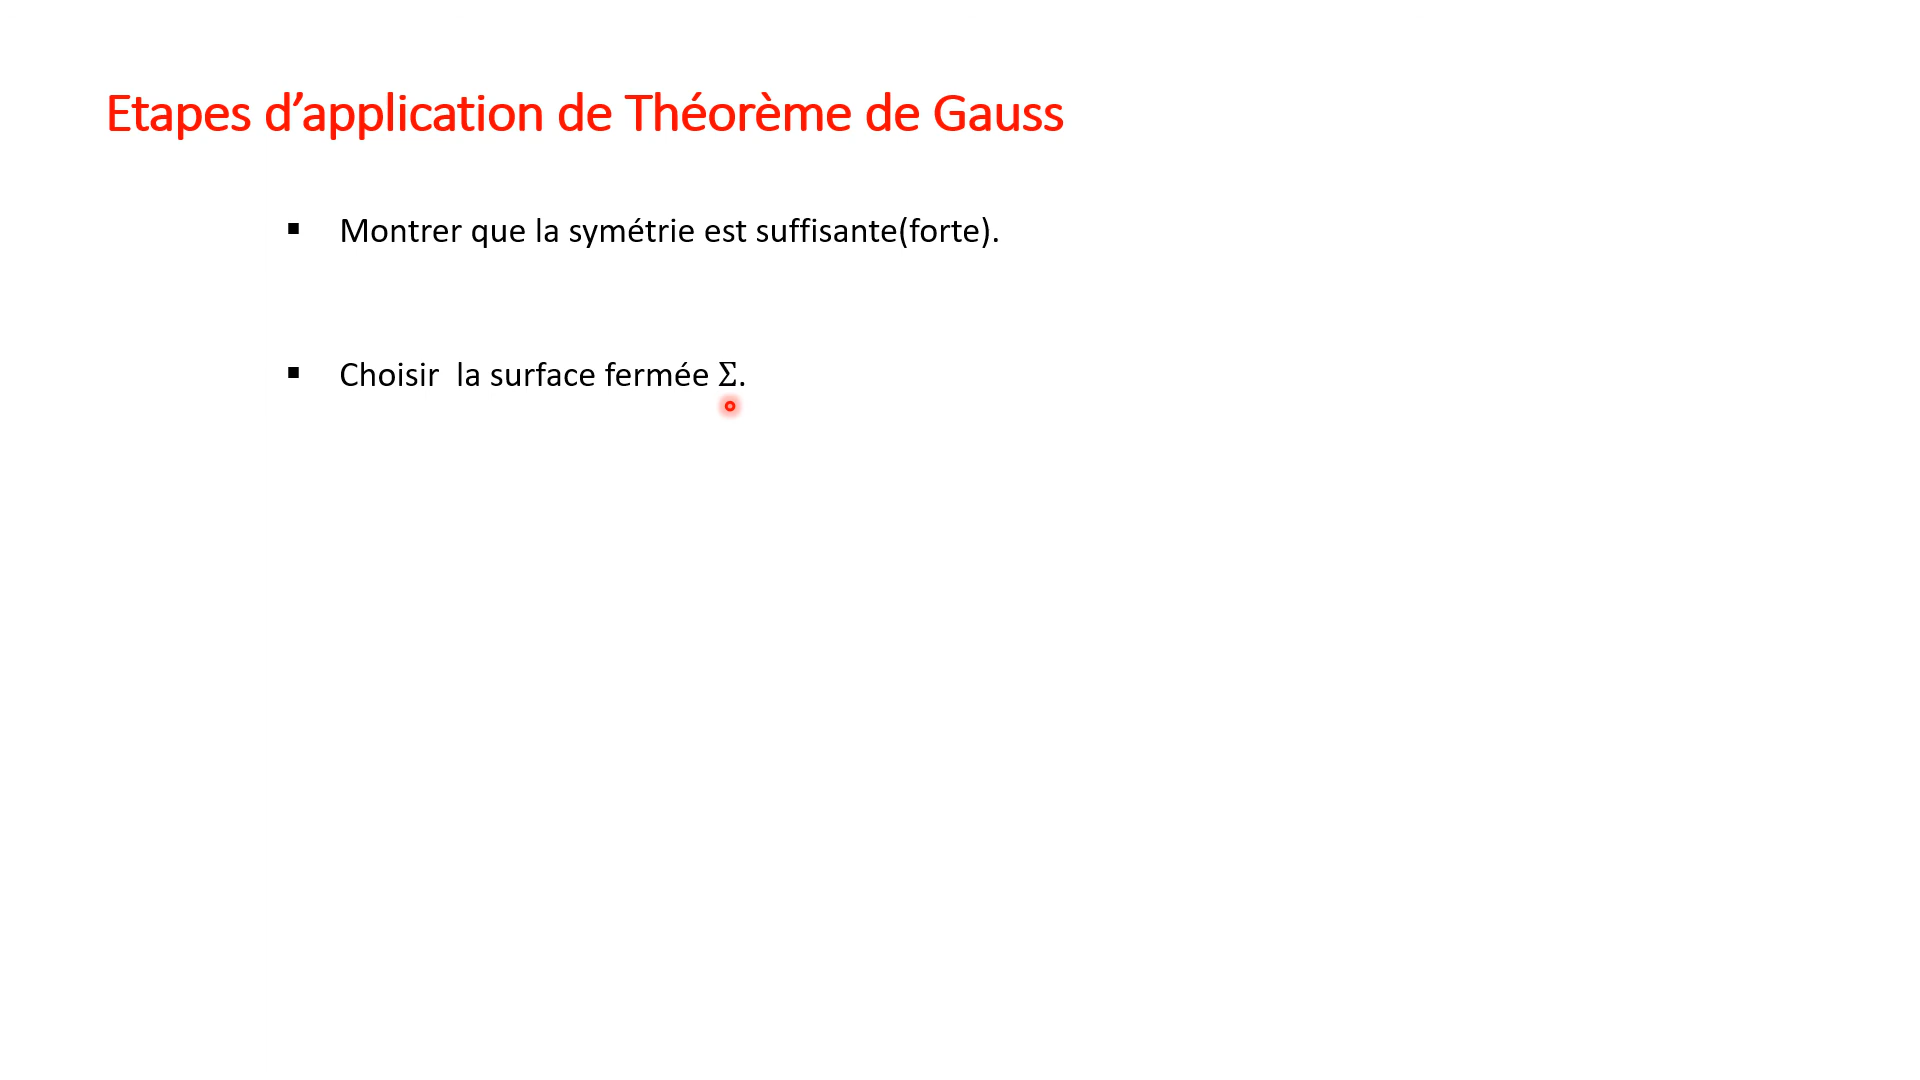 Etapes d’application de Théorème de Gauss
▪ Montrer que la symétrie est suffisante(forte).
▪ Choisir la surface fermée Σ.